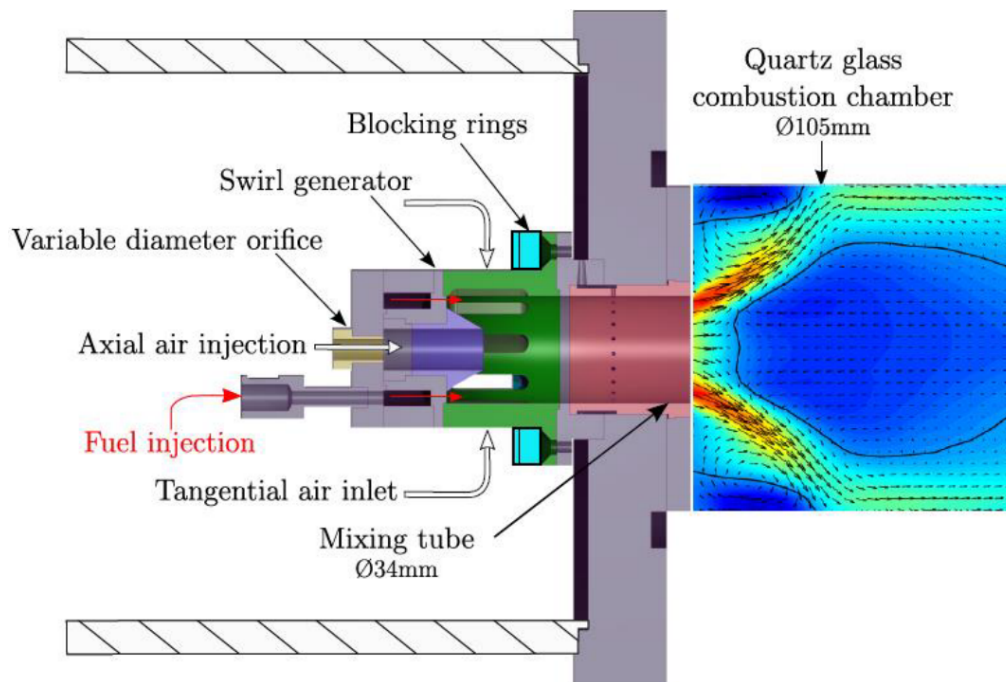 Quartz glass
combustion chamber
Ø105mm
Blocking rings
Swirl generator
Variable diameter orifice
Axial air injection
Fuel injection
Tangential air inlet
Mixing tube
Ø34mm